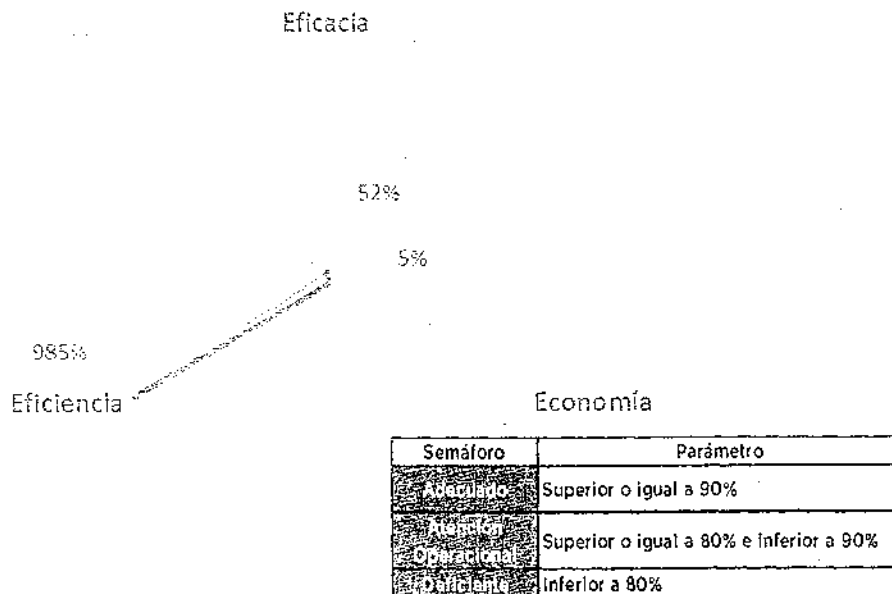 Eficacia
52%
5%
985%
Eficiencia
Economía
Semáforo Parámetro
Adecuado Superior o igual a 90%
Atención
Operacional Superior o igual a 80% e inferior a 90%
Deficiente Inferior a 80%